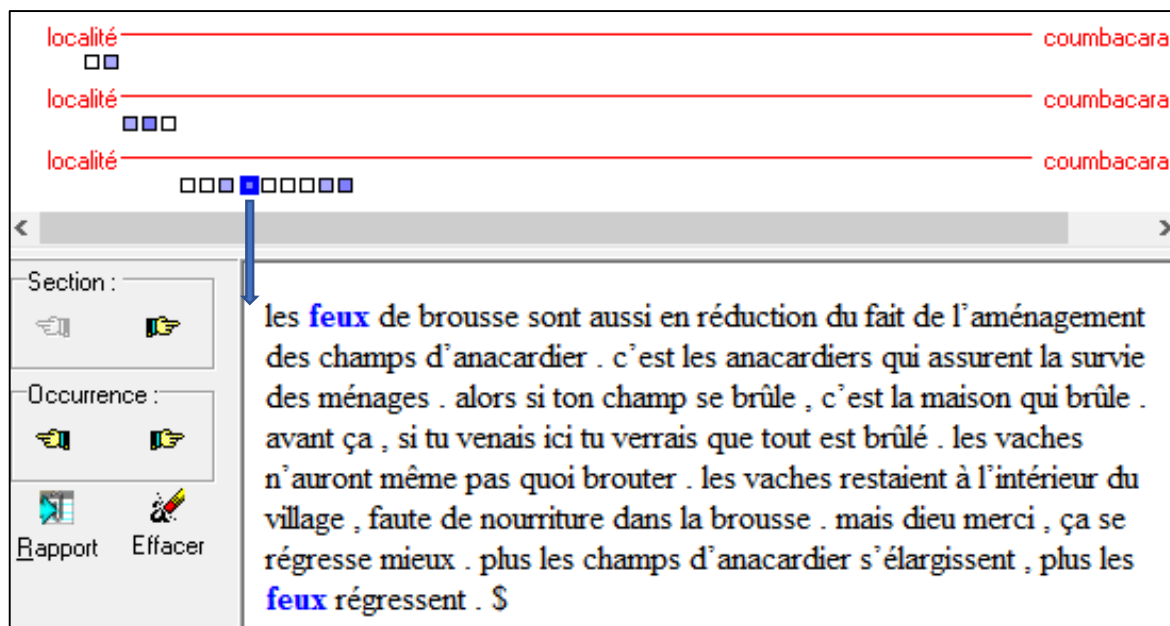 localité coumbacara
localité coumbacara
localité coumbacara
Section :
Occurrence :
Rapport Effacer
les feux de brousse sont aussi en réduction du fait de l’aménagement
des champs d’anacardier . c’est les anacardiers qui assurent la survie
des ménages . alors si ton champ se brûle , c’est la maison qui brûle .
avant ça , si tu venais ici tu verrais que tout est brûlé . les vaches
n’auront même pas quoi brouter . les vaches restaient à l’intérieur du
village , faute de nourriture dans la brousse . mais dieu merci , ça se
régresse mieux . plus les champs d’anacardier s’élargissent , plus les
feux régressent . $